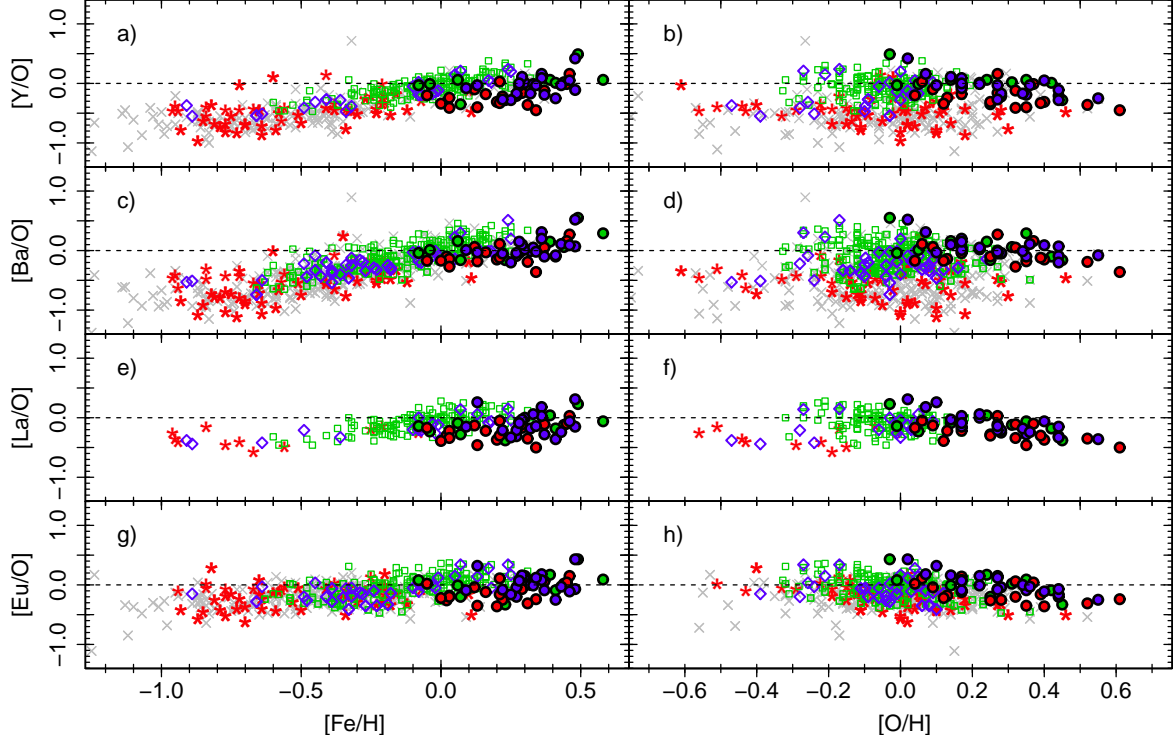 a) b)
[Y/O] −1.0 0.0 1.0
c) d)
[Ba/O] −1.0 0.0 1.0
e) f)
[La/O] −1.0 0.0 1.0
g) h)
[Eu/O] −1.0 0.0 1.0
−1.0 −0.5 0.0 0.5 −0.6 −0.4 −0.2 0.0 0.2 0.4 0.6
[Fe/H] [O/H]